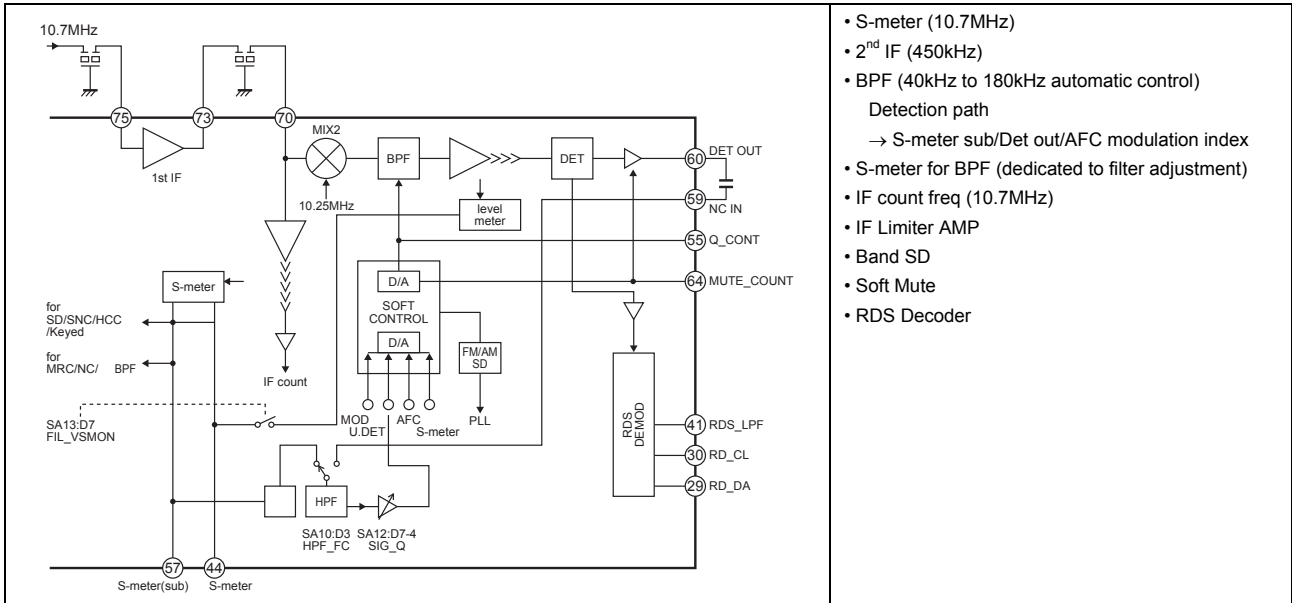 10.7MHz
75
73
70
1st IF
MIX2
10.25MHz
BPF
DET
level
meter
60
DET OUT
59
NC IN
55
Q_CONT
64
MUTE_COUNT
S-meter
for
SD/SNC/HCC
/Keyed
for
MRC/NC/ BPF
IF count
D/A
SOFT
CONTROL
D/A
FM/AM
SD
MOD
U.DET
AFC
S-meter
PLL
SA13:D7
FIL_VSMON
HPF
SA10:D3
HPF_FC
SA12:D7-4
SIG_Q
RDS
DEMOD
41
RDS_LPF
30
RD_CL
29
RD_DA
57
44
S-meter(sub)
S-meter
• S-meter (10.7MHz)
• 2nd IF (450kHz)
• BPF (40kHz to 180kHz automatic control)
Detection path
→ S-meter sub/Det out/AFC modulation index
• S-meter for BPF (dedicated to filter adjustment)
• IF count freq (10.7MHz)
• IF Limiter AMP
• Band SD
• Soft Mute
• RDS Decoder